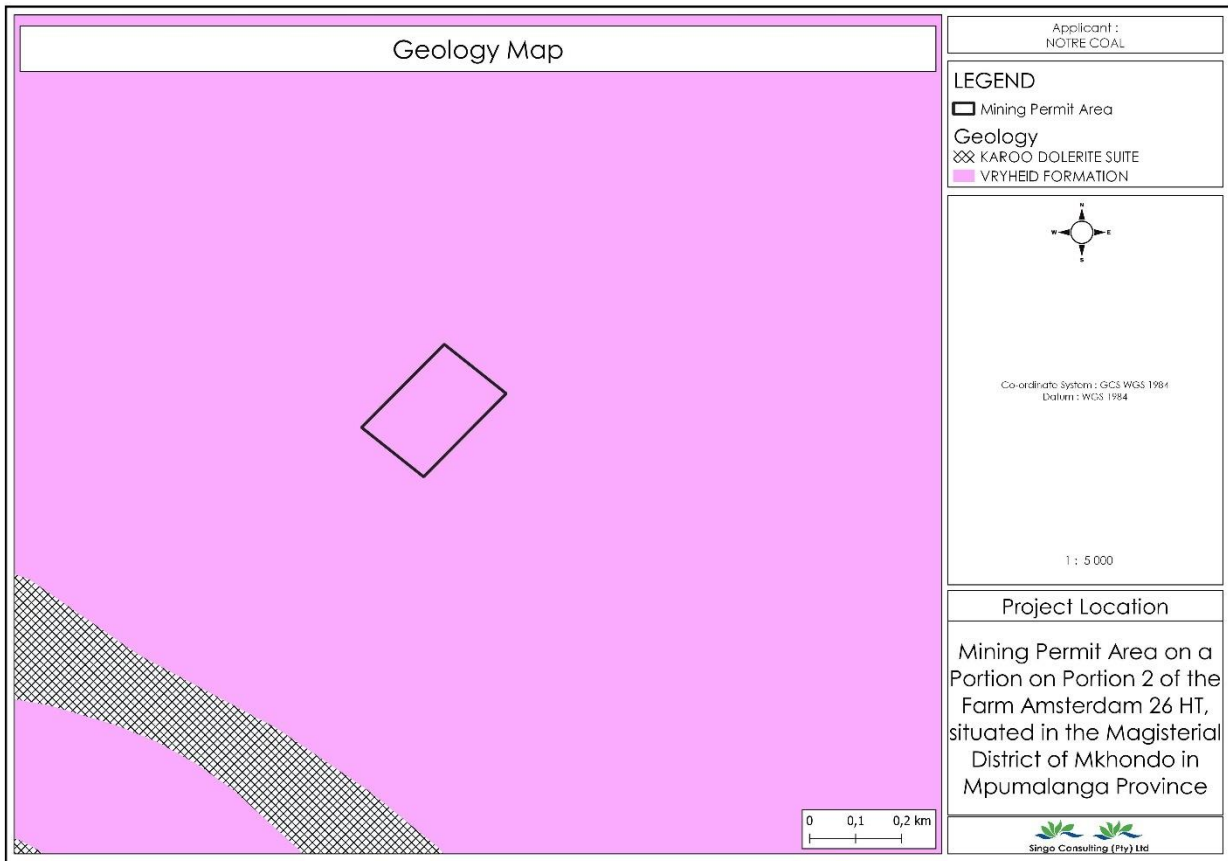 Geology Map
Applicant :
NOTRE COAL
LEGEND
Mining Permit Area
Geology
KAROO DOLERITE SUITE
VRYHEID FORMATION
N
W E
S
Co-ordinate System : GCS WGS 1984
Datum : WGS 1984
1 : 5 000
Project Location
Mining Permit Area on a
Portion on Portion 2 of the
Farm Amsterdam 26 HT,
situated in the Magisterial
District of Mkhondo in
Mpumalanga Province
0 0,1 0,2 km
Singo Consulting (Pty) Ltd